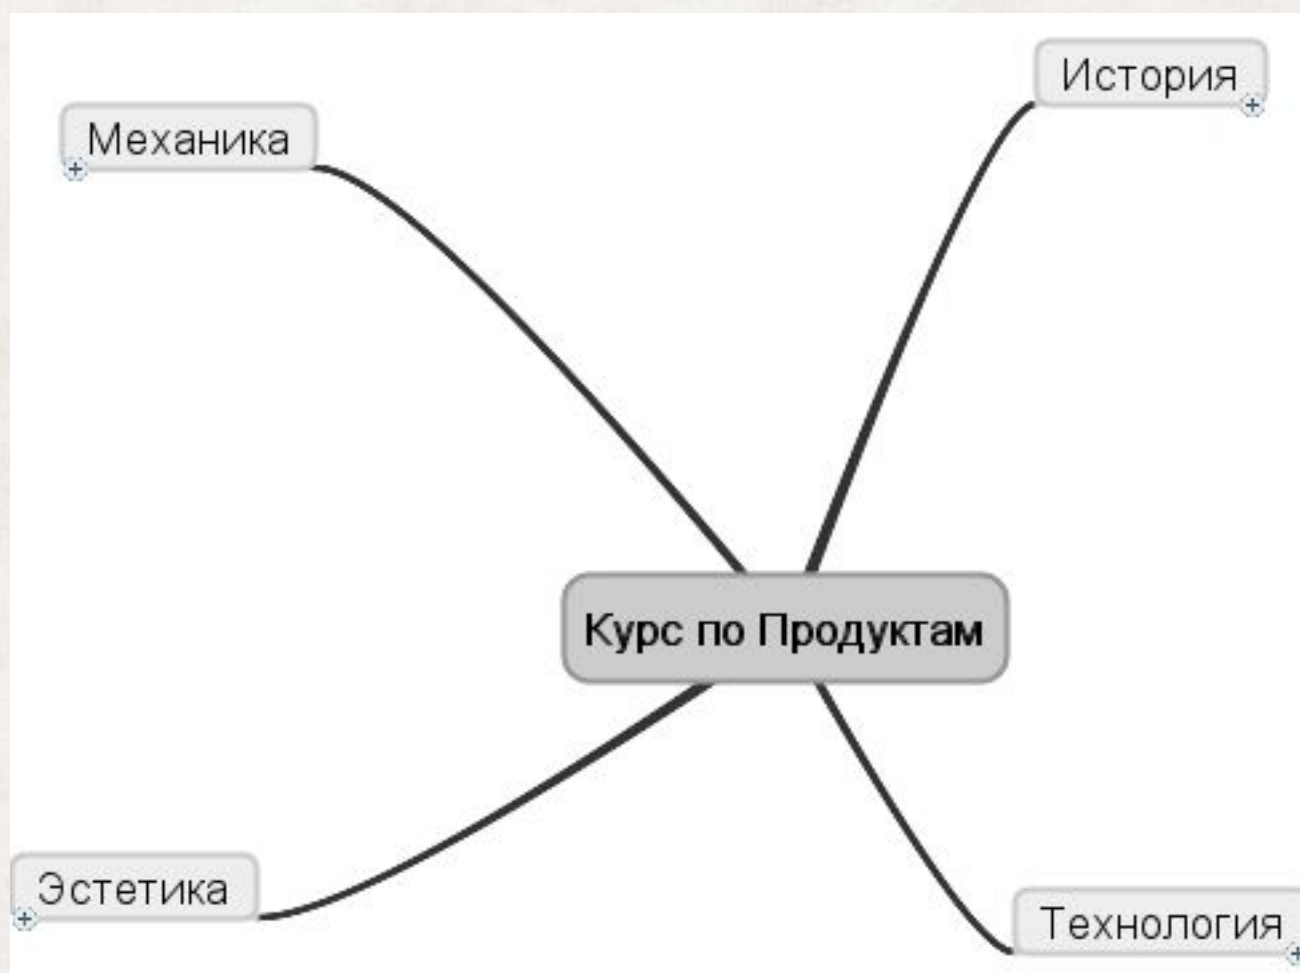 История
Механика
Курс по Продуктам
Эстетика
Технология